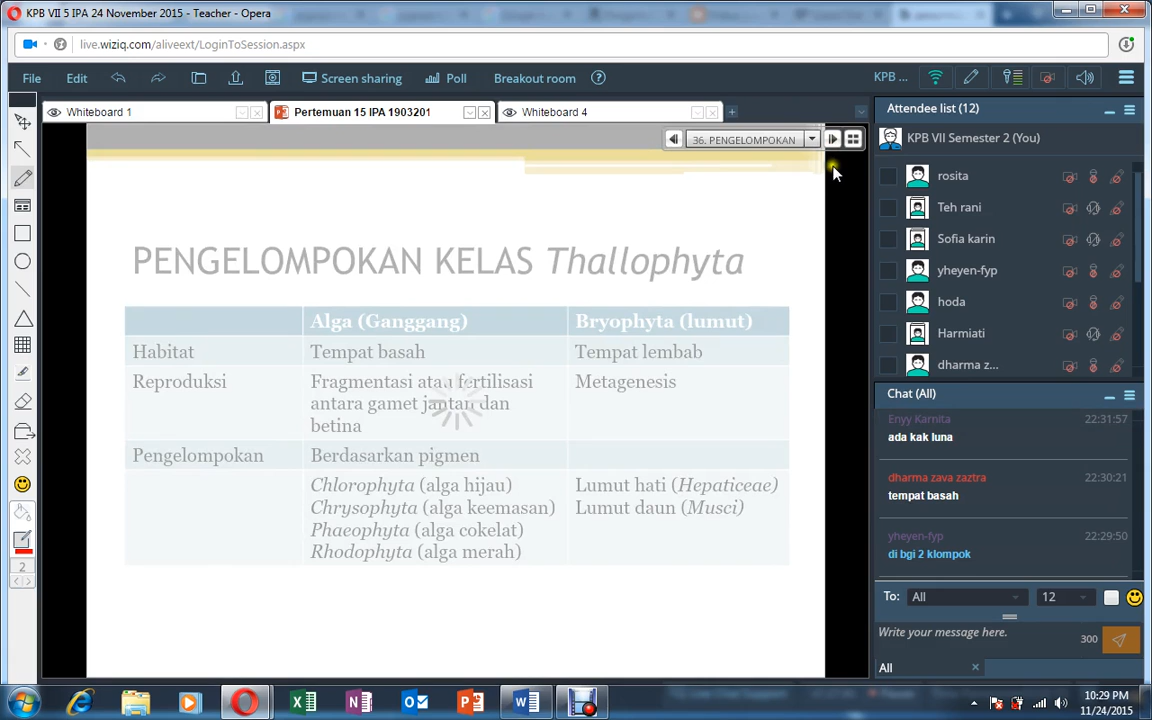 KPB VII 5 IPA 24 November 2015 - Teacher - Opera
live.wiziq.com/aliveext/LoginToSession.aspx
File Edit Screen sharing Poll Breakout room KPB ...
Whiteboard 1 Pertemuan 15 IPA 1903201 Whiteboard 4
36. PENGELOMPOKAN
PENGELOMPOKAN KELAS Thallophyta
Alga (Ganggang) Bryophyta (lumut)
Habitat Tempat basah Tempat lembab
Reproduksi Fragmentasi atau fertilisasi Metagenesis
antara gamet jantan dan
betina
Pengelompokan Berdasarkan pigmen
Chlorophyta (alga hijau) Lumut hati (Hepaticeae)
Chrysophyta (alga keemasan) Lumut daun (Musci)
Phaeophyta (alga cokelat)
Rhodophyta (alga merah)
2
Attendee list (12)
KPB VII Semester 2 (You)
rosita
Teh rani
Sofia karin
yheyen-fyp
hoda
Harmiati
dharma z...
Chat (All)
Enyy Karnita 22:31:57
ada kak luna
dharma zava zaztra 22:30:21
tempat basah
yheyen-fyp 22:29:50
di bgi 2 klompok
To: All 12
Write your message here. 300
All
10:29 PM
11/24/2015